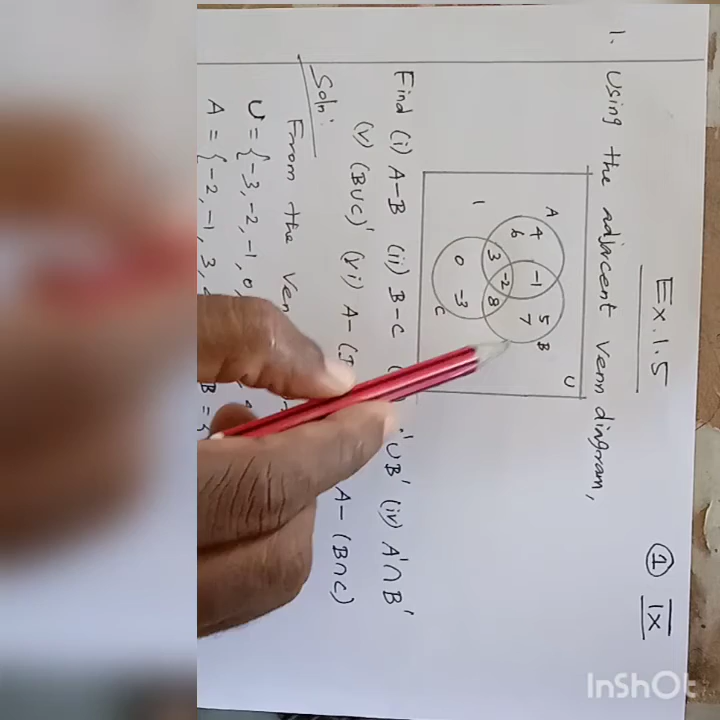 Ex.1.5
① IX
1. Using the adjacent venn diagram,
U
A
B
4
6
-1
5
7
3
-2
8
1
0
-3
C
Find (i) A-B (ii) B-C ∪B' (iv) A'∩B'
(v) (B∪C)' (vi) A-( A-(B∩C)
Soln:
From the Ven
U={-3,-2,-1,0,
A={-2,-1,3, B={
InShOt